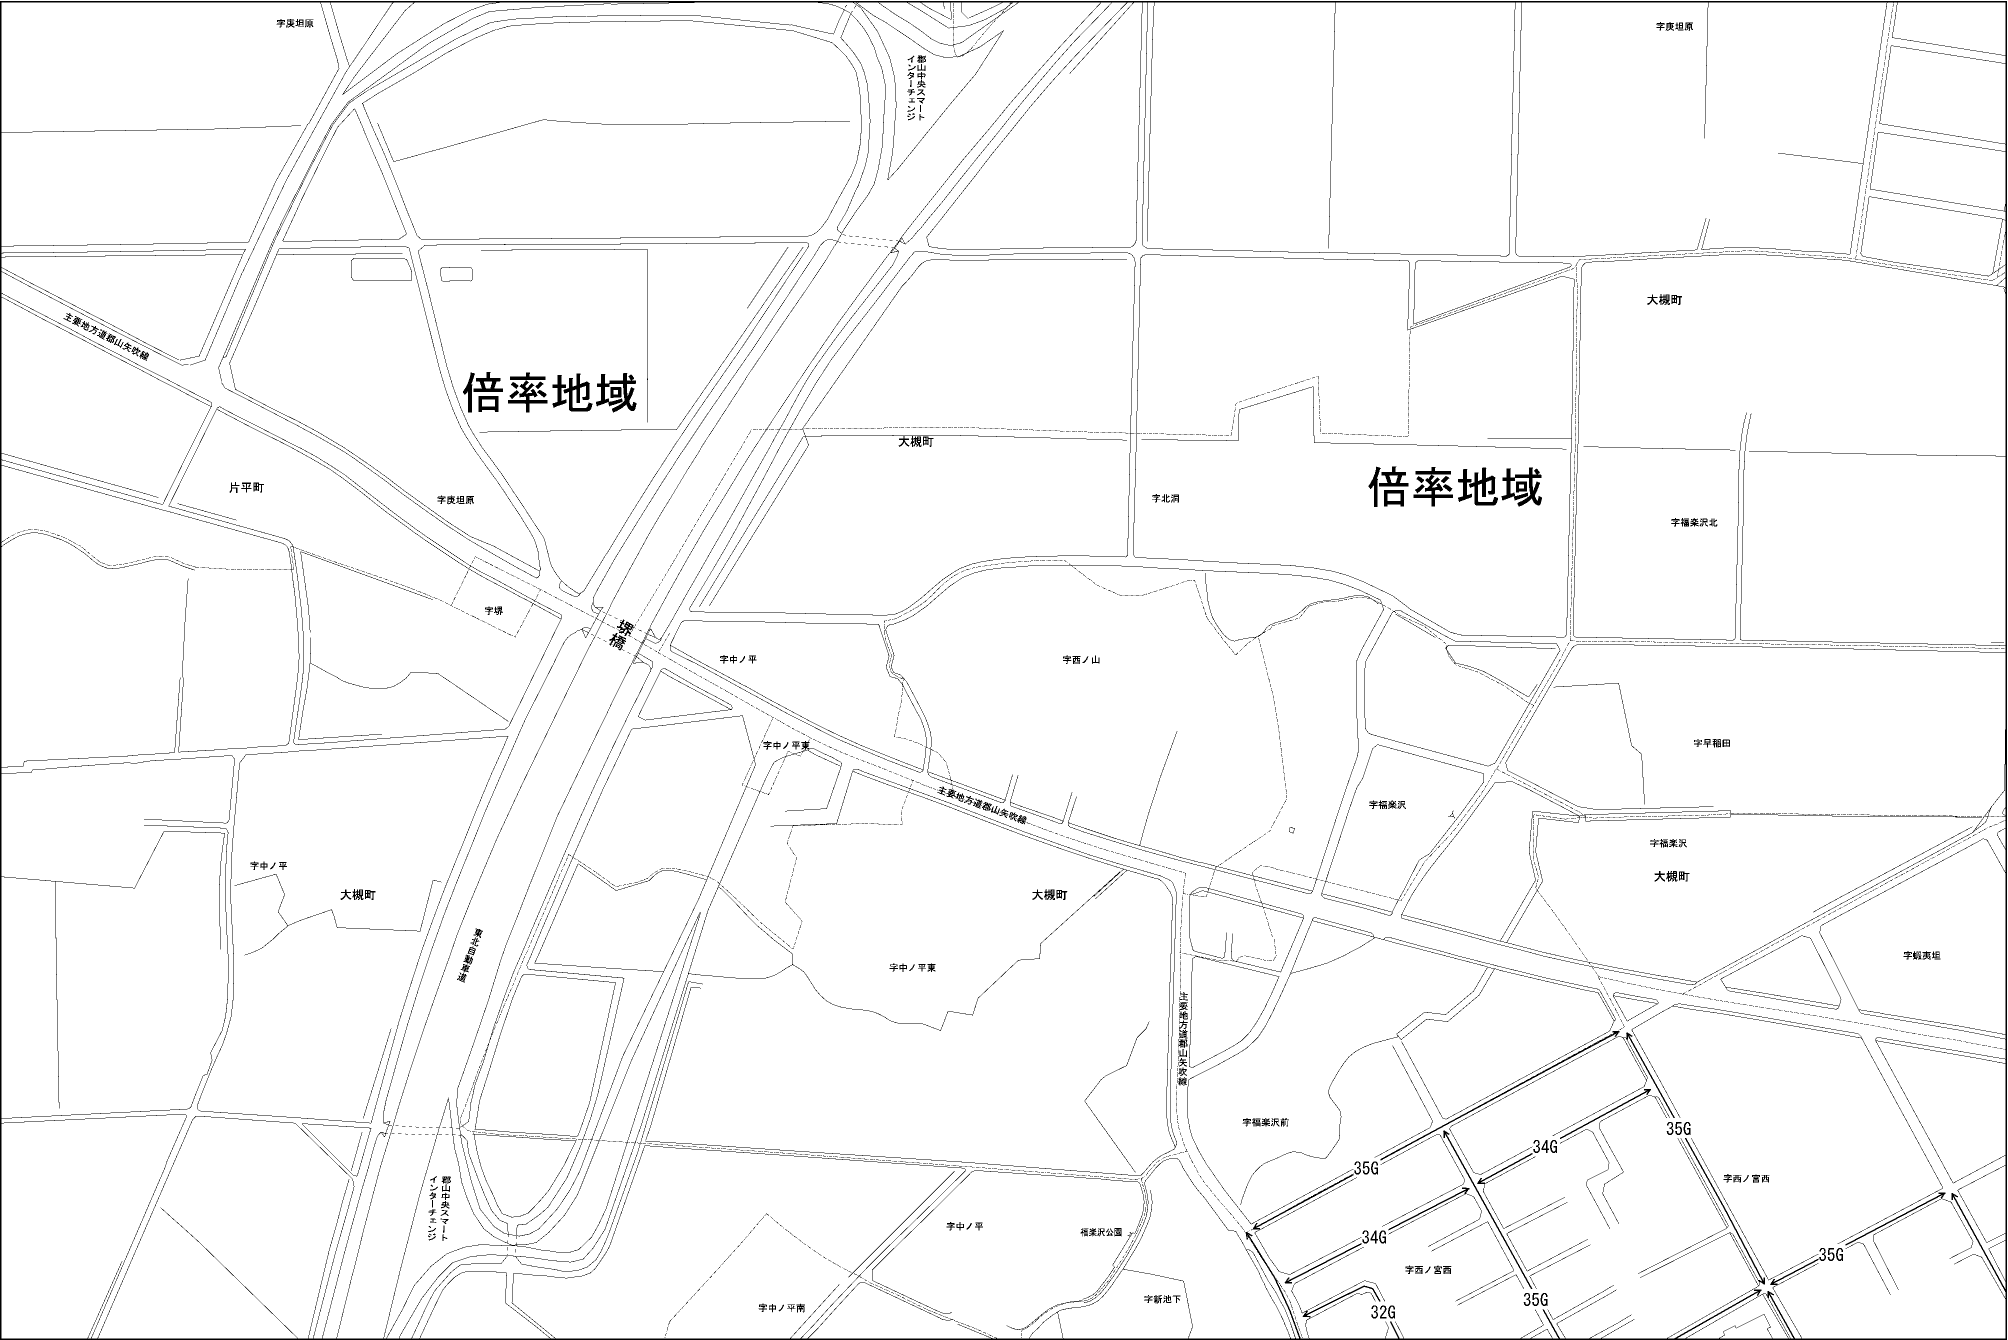 字庚坦原
字庚坦原
郡山中央スマート
インターチェンジ
大槻町
主要地方道郡山矢吹線
倍率地域
大槻町
倍率地域
片平町
字庚坦原
字北洞
字福楽沢北
字堺
堺橋
字中ノ平
字西ノ山
字中ノ平東
字早稲田
主要地方道郡山矢吹線
字福楽沢
字福楽沢
大槻町
字中ノ平
大槻町
大槻町
東北自動車道
字中ノ平東
字蝦夷坦
主要地方道郡山矢吹線
字福楽沢前
35G
34G
35G
字西ノ宮西
郡山中央スマート
インターチェンジ
字中ノ平
福楽沢公園
34G
35G
字西ノ宮西
字中ノ平南
字新池下
32G
35G